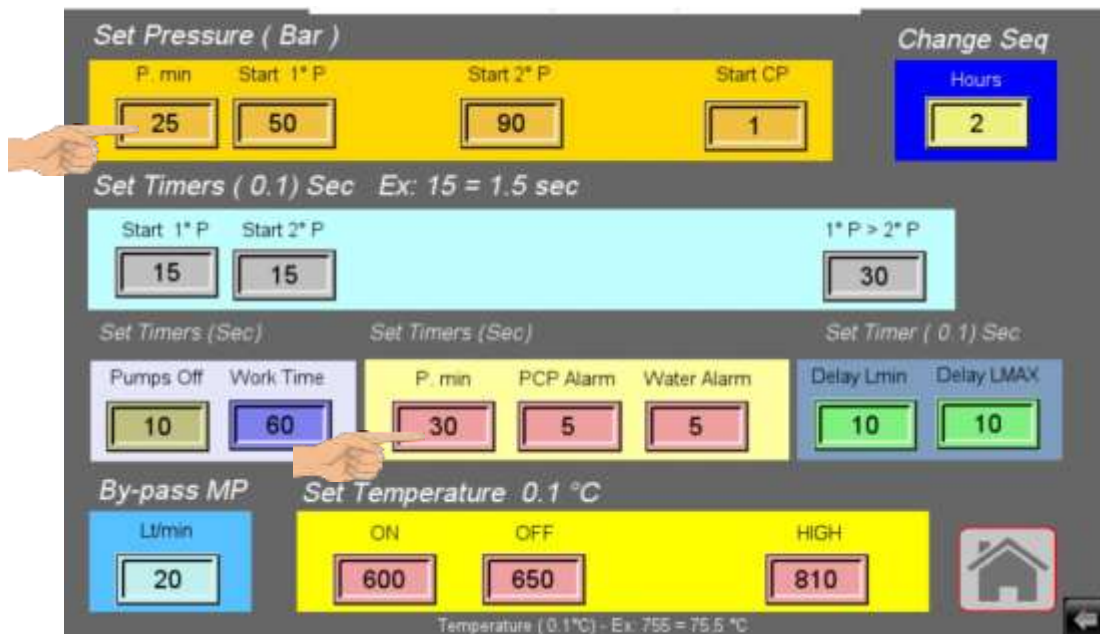 Set Pressure ( Bar )
Change Seq
P. min Start 1° P Start 2° P Start CP
Hours
25 50 90 1
2
Set Timers ( 0.1) Sec Ex: 15 = 1.5 sec
Start 1° P Start 2° P 1° P > 2° P
15 15 30
Set Timers (Sec) Set Timers (Sec) Set Timer ( 0.1) Sec
Pumps Off Work Time P. min PCP Alarm Water Alarm Delay Lmin Delay LMAX
10 60 30 5 5 10 10
By-pass MP Set Temperature 0.1 °C
Lt/min ON OFF HIGH
20 600 650 810
Temperature ( 0.1°C) - Ex: 755 = 75.5 °C